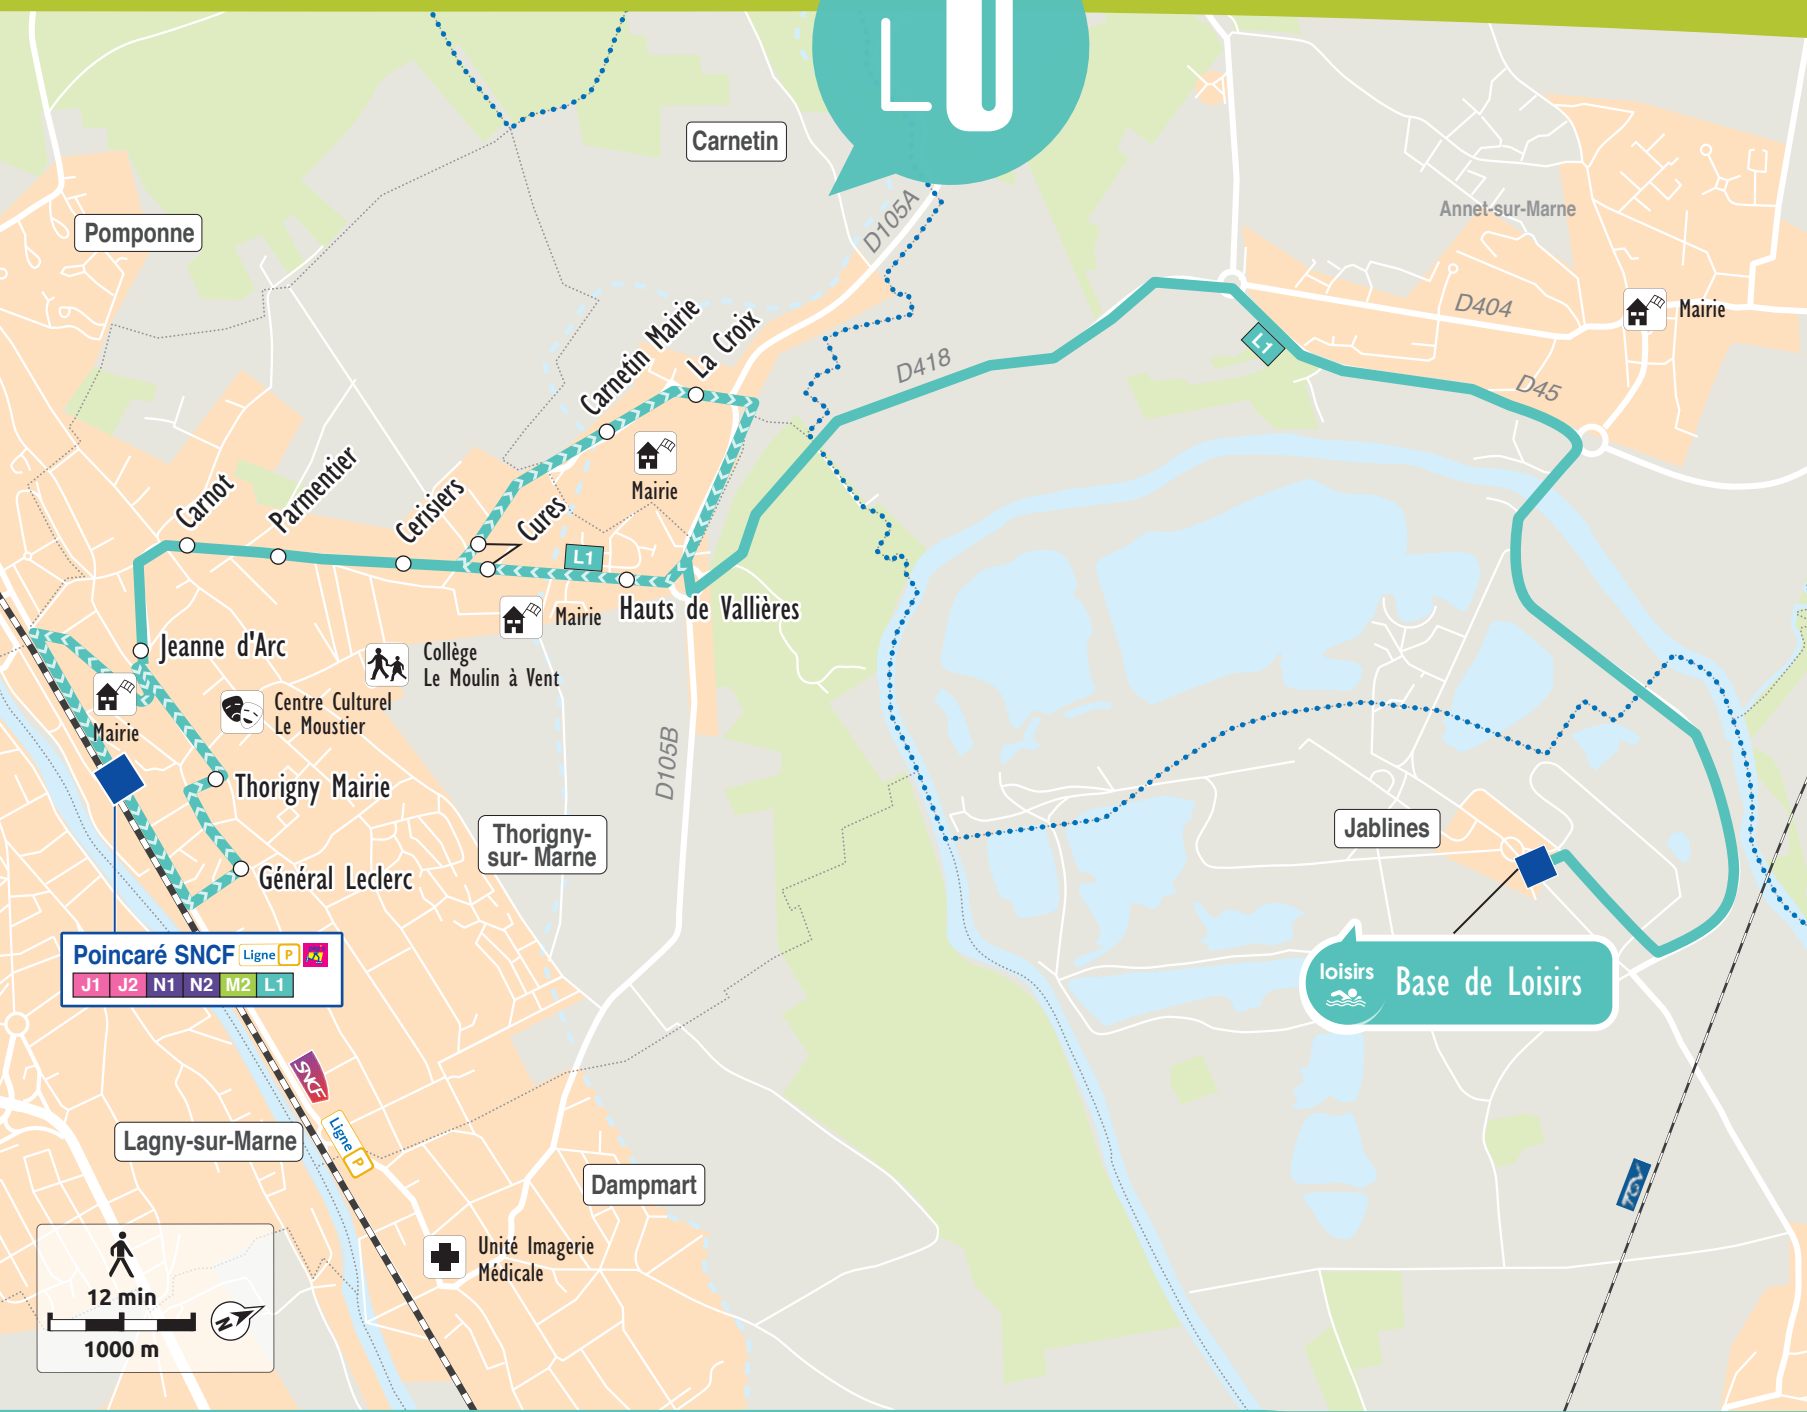 LU
Carnetin
Pomponne
D105A
Annet-sur-Marne
D404
Mairie
L1
D418
D45
Carnetin Mairie
La Croix
Mairie
Carnot
Parmentier
Cerisiers
Cures
L1
Hauts de Vallières
Mairie
Jeanne d'Arc
Collège
Le Moulin à Vent
Centre Culturel
Le Moustier
Mairie
D105B
Thorigny Mairie
Thorigny-
sur- Marne
Jablines
Général Leclerc
Poincaré SNCF Ligne P
J1 J2 N1 N2 M2 L1
loisirs
Base de Loisirs
SNCF
Ligne P
Lagny-sur-Marne
Dampmart
TGV
Unité Imagerie
Médicale
12 min
1000 m
N